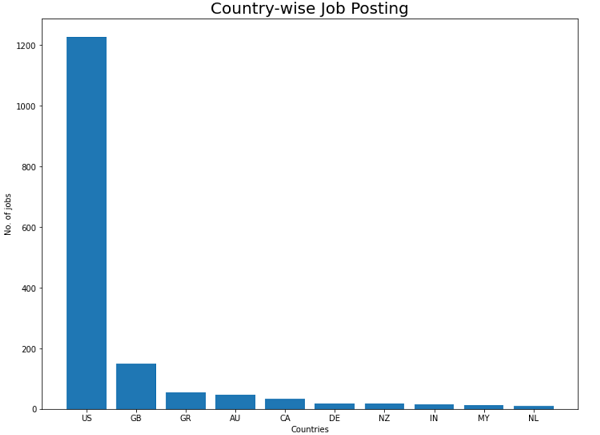 Country-wise Job Posting
1200
1000
800
600
400
200
0
No. of jobs
US GB GR AU CA DE NZ IN MY NL
Countries